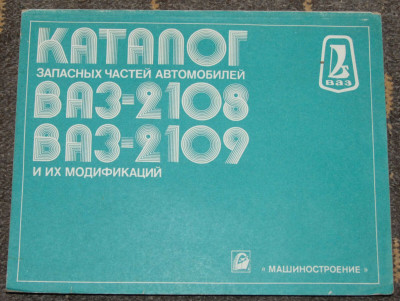 КАТАЛОГ
ЗАПАСНЫХ ЧАСТЕЙ АВТОМОБИЛЕЙ
ВАЗ-2108
ВАЗ-2109
И ИХ МОДИФИКАЦИЙ
ВАЗ
« МАШИНОСТРОЕНИЕ »